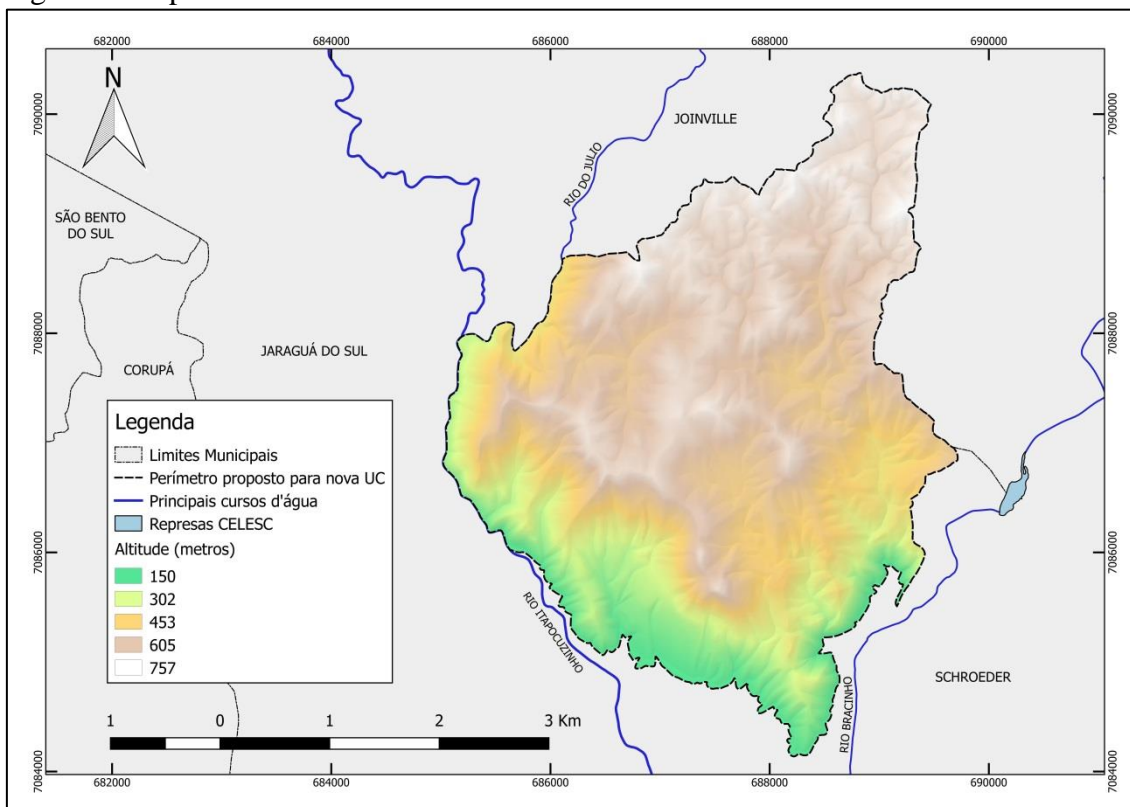 682000
684000
686000
688000
690000
N
7090000
7090000
JOINVILLE
RIO DO JULIO
SÃO BENTO
DO SUL
7088000
7088000
JARAGUÁ DO SUL
CORUPÁ
Legenda
Limites Municipais
Perímetro proposto para nova UC
Principais cursos d'água
Represas CELESC
Altitude (metros)
150
302
453
605
757
7086000
7086000
RIO ITAPOCUZINHO
SCHROEDER
RIO BRACINHO
1 0 1 2 3 Km
7084000
7084000
682000
684000
686000
688000
690000